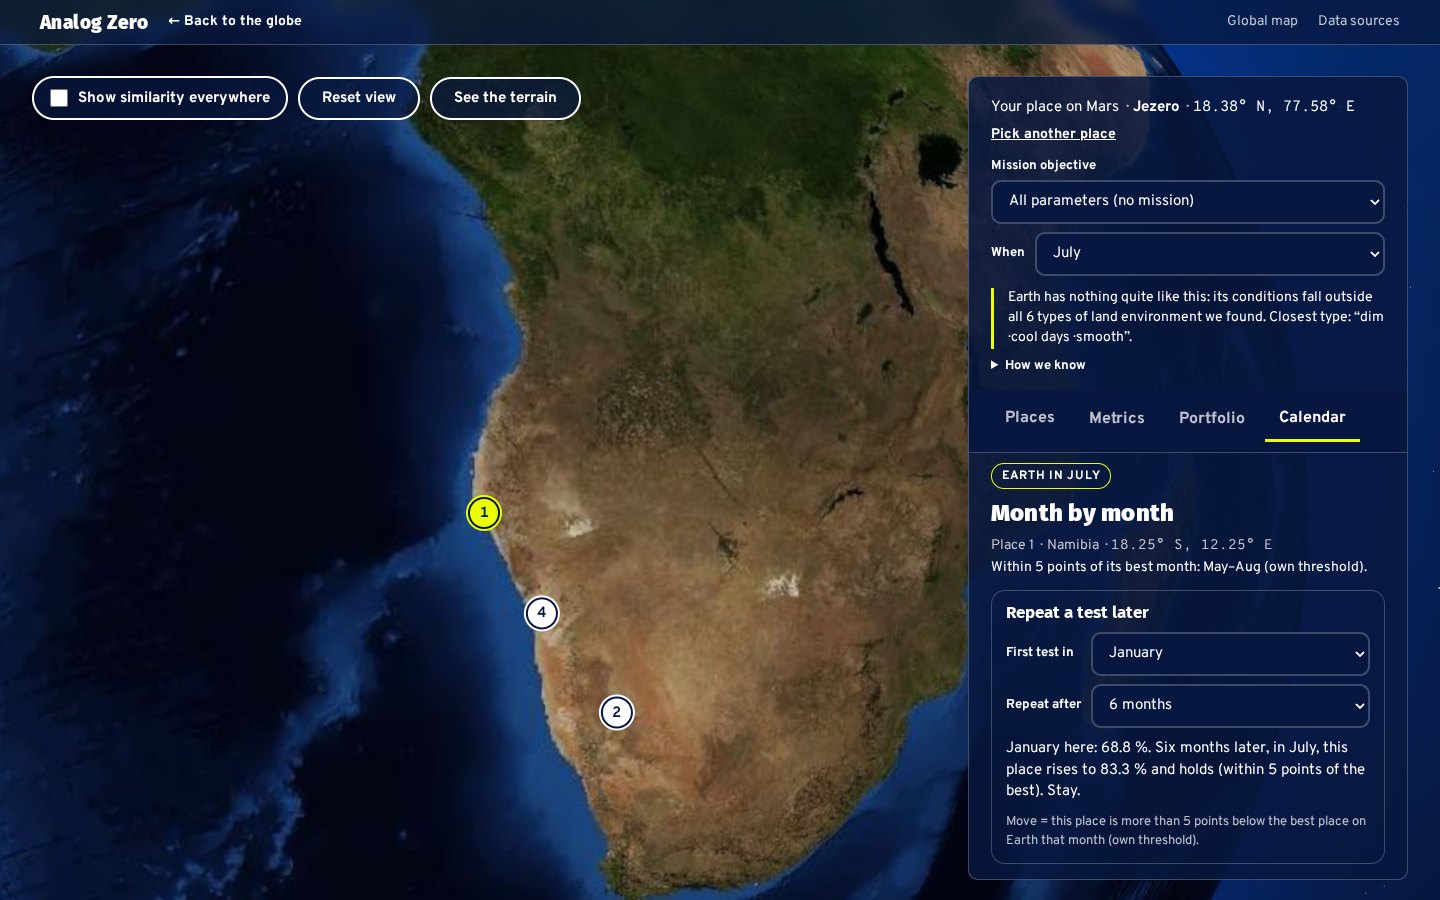 Analog Zero
← Back to the globe
Global map
Data sources
Show similarity everywhere
Reset view
See the terrain
Your place on Mars · Jezero · 18.38° N, 77.58° E
Pick another place
Mission objective
All parameters (no mission)
When
July
Earth has nothing quite like this: its conditions fall outside
all 6 types of land environment we found. Closest type: “dim
·cool days ·smooth”.
How we know
Places
Metrics
Portfolio
Calendar
EARTH IN JULY
Month by month
Place 1 · Namibia · 18.25° S, 12.25° E
Within 5 points of its best month: May–Aug (own threshold).
Repeat a test later
First test in
January
Repeat after
6 months
January here: 68.8 %. Six months later, in July, this
place rises to 83.3 % and holds (within 5 points of the
best). Stay.
Move = this place is more than 5 points below the best place on
Earth that month (own threshold).
1
4
2